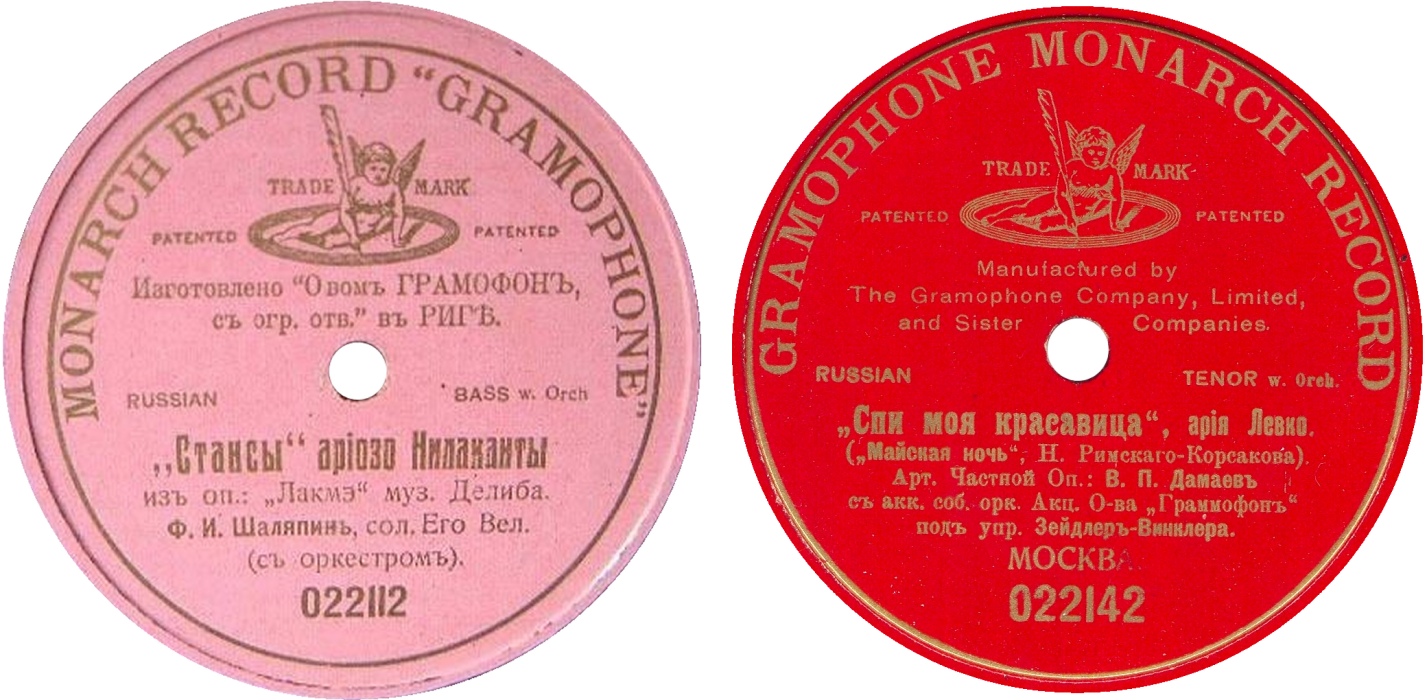 MONARCH RECORD "GRAMOPHONE"
TRADE MARK
PATENTED PATENTED
Изготовлено "О вомъ ГРАМОФОНЪ,
съ огр. отв." въ РИГѢ.
RUSSIAN BASS w. Orch
„Стансы“ аріозо Нилаканты
изъ оп.: „Лакмэ“ муз. Делиба.
Ф. И. Шаляпинъ, сол. Его Вел.
(съ оркестромъ).
022112
GRAMOPHONE MONARCH RECORD
TRADE MARK
PATENTED PATENTED
Manufactured by
The Gramophone Company, Limited,
and Sister Companies.
RUSSIAN TENOR w. Orch.
„Спи моя красавица“, арія Левко.
(„Майская ночь“, Н. Римскаго-Корсакова).
Арт. Частной Оп.: В. П. Дамаевъ
съ акк. соб. орк. Акц. О-ва „Граммофонъ“
подъ упр. Зейдлеръ-Винклера.
МОСКВА
022142